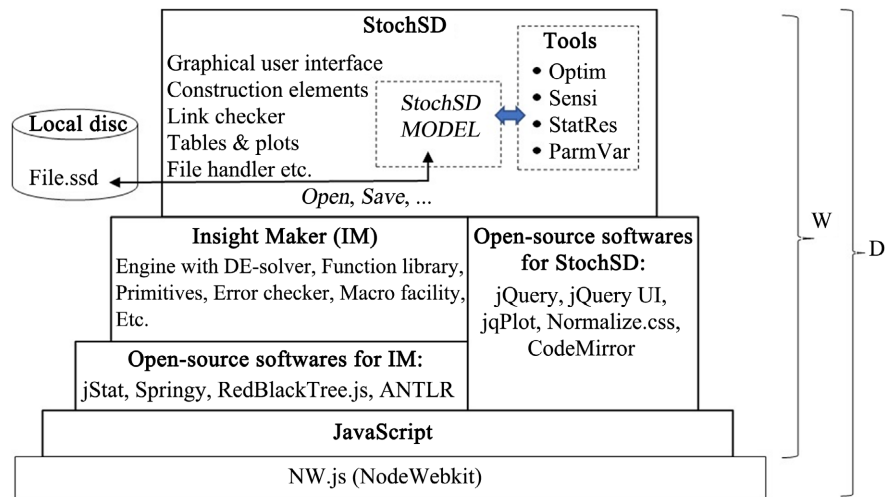 StochSD
Graphical user interface
Construction elements
Link checker
Tables & plots
File handler etc.
StochSD
MODEL
Tools
• Optim
• Sensi
• StatRes
• ParmVar
Local disc
File.ssd
Open, Save, ...
Insight Maker (IM)
Engine with DE-solver, Function library,
Primitives, Error checker, Macro facility,
Etc.
Open-source softwares
for StochSD:
jQuery, jQuery UI,
jqPlot, Normalize.css,
CodeMirror
Open-source softwares for IM:
jStat, Springy, RedBlackTree.js, ANTLR
JavaScript
NW.js (NodeWebkit)
W
D